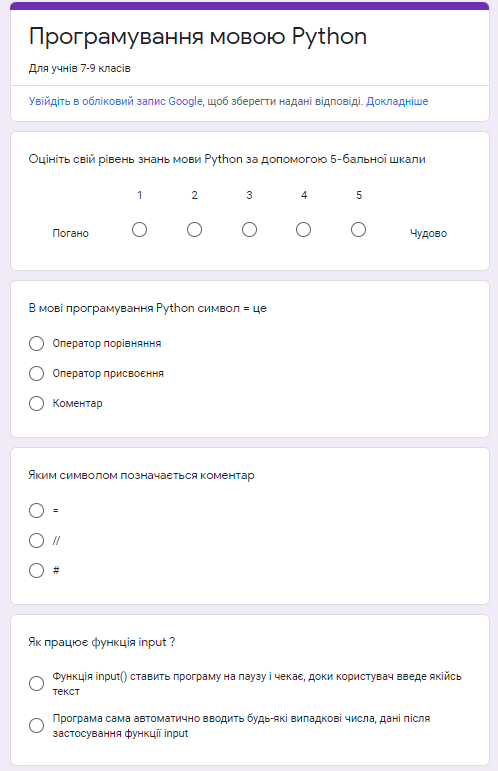 Програмування мовою Python
Для учнів 7-9 класів
Увійдіть в обліковий запис Google, щоб зберегти надані відповіді. Докладніше
Оцініть свій рівень знань мови Python за допомогою 5-бальної шкали
1 2 3 4 5
Погано Чудово
В мові програмування Python символ = це
Оператор порівняння
Оператор присвоєння
Коментар
Яким символом позначається коментар
=
//
#
Як працює функція input ?
Функція input() ставить програму на паузу і чекає, доки користувач введе якійсь
текст
Програма сама автоматично вводить будь-які випадкові числа, дані після
застосування функції input